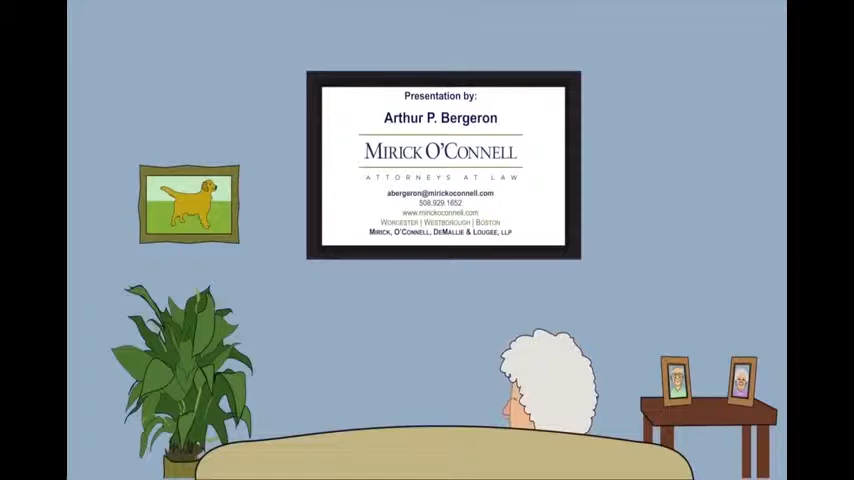 Presentation by:
Arthur P. Bergeron
MIRICK O'CONNELL
ATTORNEYS AT LAW
abergeron@mirickoconnell.com
508.929.1652
www.mirickoconnell.com
WORCESTER | WESTBOROUGH | BOSTON
MIRICK, O'CONNELL, DEMALLIE & LOUGEE, LLP